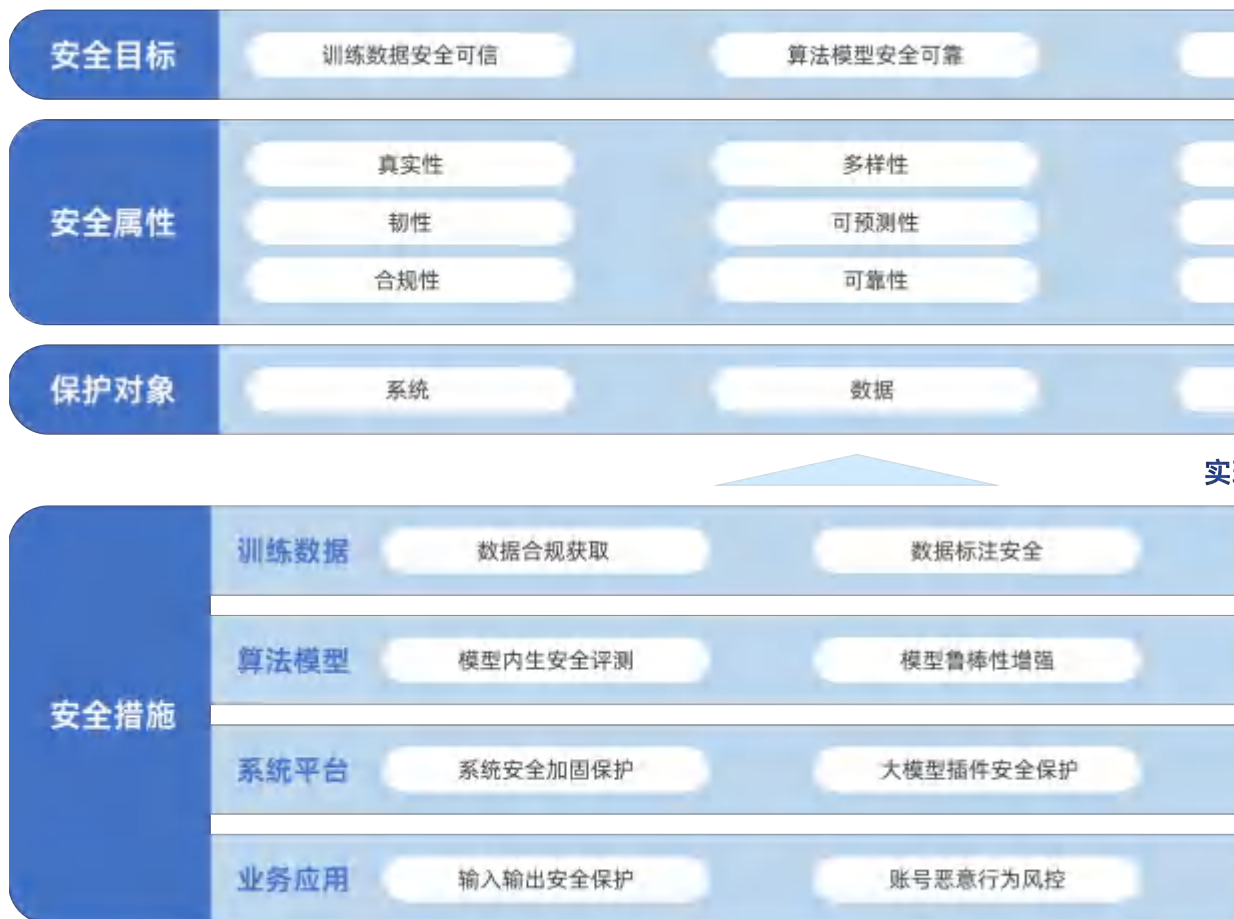 安全目标 训练数据安全可信 算法模型安全可靠
真实性 多样性
安全属性 韧性 可预测性
合规性 可靠性
保护对象 系统 数据
实
训练数据 数据合规获取 数据标注安全
算法模型 模型内生安全评测 模型鲁棒性增强
安全措施
系统平台 系统安全加固保护 大模型插件安全保护
业务应用 输入输出安全保护 账号恶意行为风控